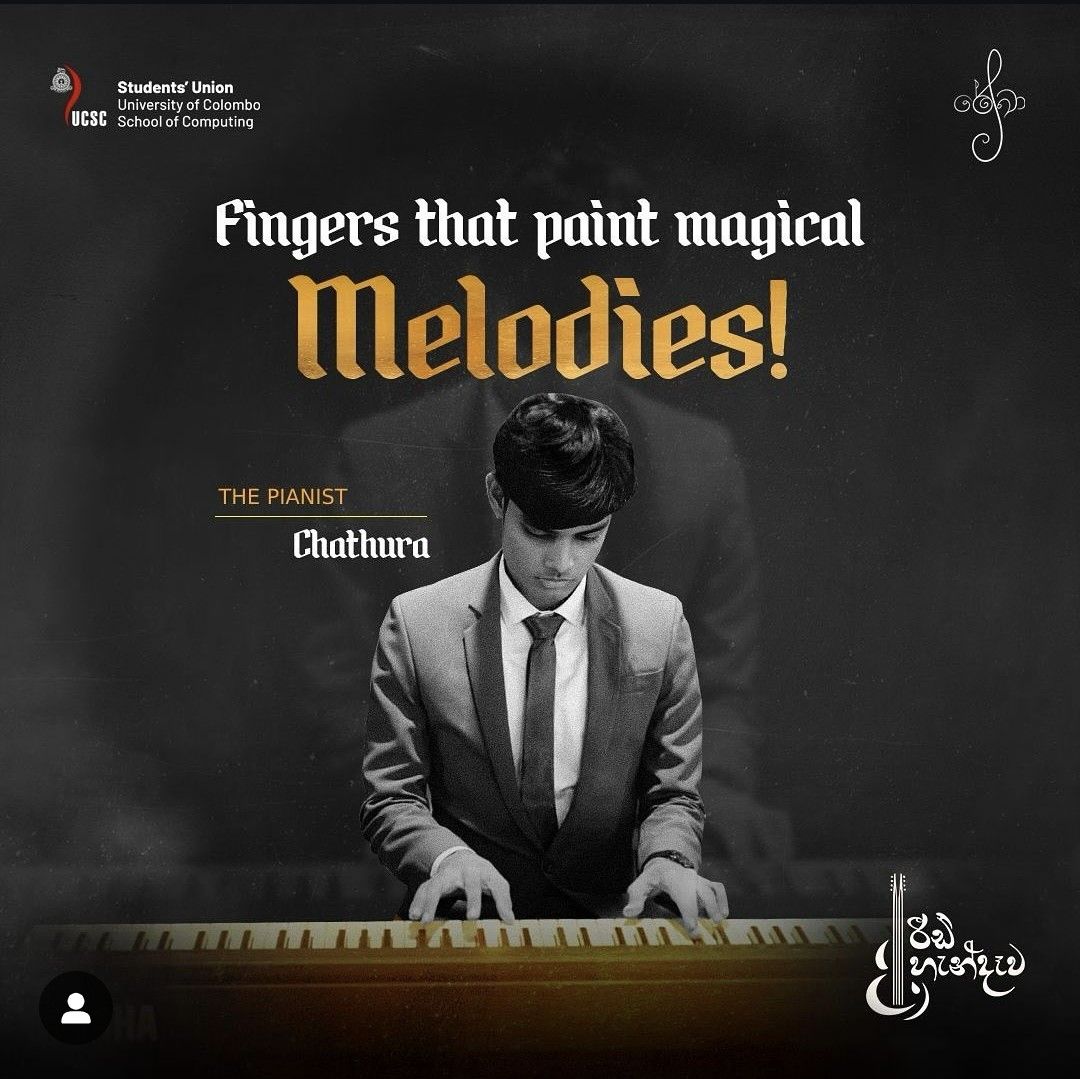 Students' Union
University of Colombo
School of Computing
UCSC
Fingers that paint magical
Melodies!
THE PIANIST
Chathura
රීඩ්
හැන්දෑව